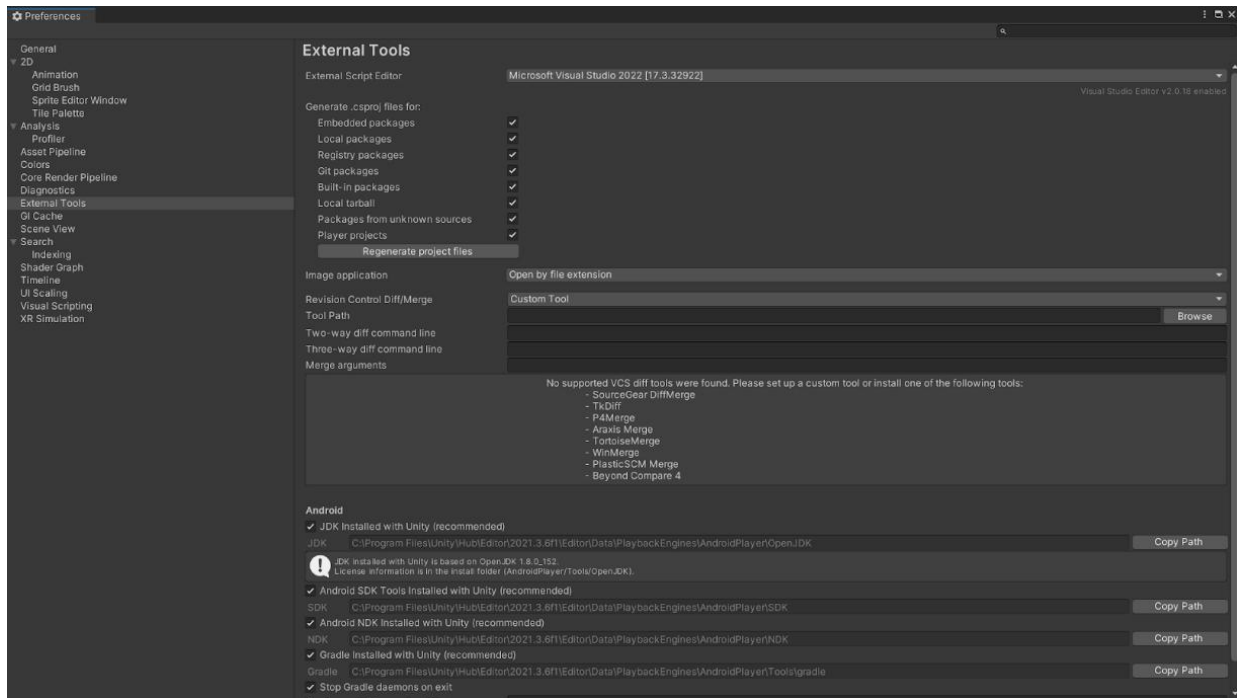 Preferences
General
2D
Animation
Grid Brush
Sprite Editor Window
Tile Palette
Analysis
Profiler
Asset Pipeline
Colors
Core Render Pipeline
Diagnostics
External Tools
GI Cache
Scene View
Search
Indexing
Shader Graph
Timeline
UI Scaling
Visual Scripting
XR Simulation
External Tools
External Script Editor Microsoft Visual Studio 2022 [17.3.32922]
Visual Studio Editor v2.0.16 enabled
Generate .csproj files for:
Embedded packages
Local packages
Registry packages
Git packages
Built-in packages
Local tarball
Packages from unknown sources
Player projects
Regenerate project files
Image application Open by file extension
Revision Control Diff/Merge Custom Tool
Tool Path Browse
Two-way diff command line
Three-way diff command line
Merge arguments
No supported VCS diff tools were found. Please set up a custom tool or install one of the following tools:
- SourceGear DiffMerge
- TkDiff
- P4Merge
- Araxis Merge
- TortoiseMerge
- WinMerge
- PlasticSCM Merge
- Beyond Compare 4
Android
JDK Installed with Unity (recommended)
JDK C:\Program Files\Unity\Hub\Editor\2021.3.6f1\Editor\Data\PlaybackEngines\AndroidPlayer\OpenJDK Copy Path
JDK installed with Unity is based on OpenJDK 1.8.0_152.
License information is in the install folder (AndroidPlayer/Tools/OpenJDK).
Android SDK Tools Installed with Unity (recommended)
SDK C:\Program Files\Unity\Hub\Editor\2021.3.6f1\Editor\Data\PlaybackEngines\AndroidPlayer\SDK Copy Path
Android NDK Installed with Unity (recommended)
NDK C:\Program Files\Unity\Hub\Editor\2021.3.6f1\Editor\Data\PlaybackEngines\AndroidPlayer\NDK Copy Path
Gradle Installed with Unity (recommended)
Gradle C:\Program Files\Unity\Hub\Editor\2021.3.6f1\Editor\Data\PlaybackEngines\AndroidPlayer\Tools\gradle Copy Path
Stop Gradle daemons on exit